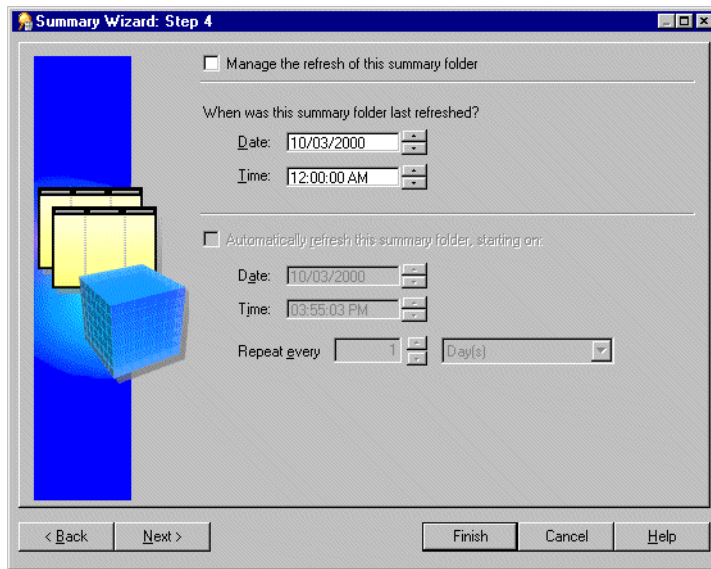 Summary Wizard: Step 4
Manage the refresh of this summary folder
When was this summary folder last refreshed?
Date: 10/03/2000
Time: 12:00:00 AM
Automatically refresh this summary folder, starting on:
Date: 10/03/2000
Time: 03:55:03 PM
Repeat every 1 Day(s)
< Back Next > Finish Cancel Help